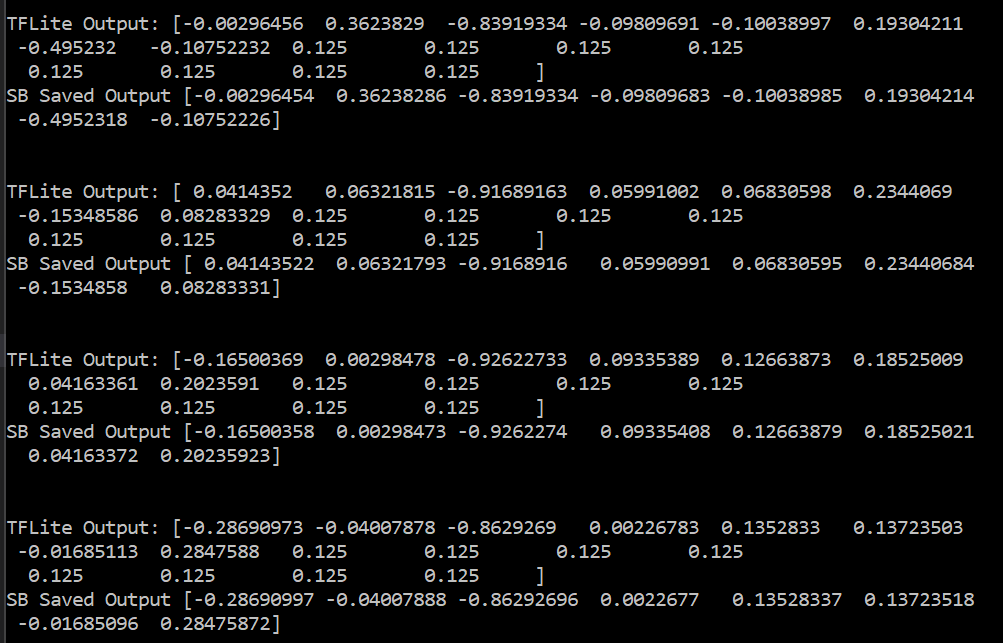 TFLite Output: [-0.00296456  0.3623829  -0.83919334 -0.09809691 -0.10038997  0.19304211
 -0.495232   -0.10752232  0.125       0.125       0.125       0.125
  0.125       0.125       0.125       0.125     ]
SB Saved Output [-0.00296454  0.36238286 -0.83919334 -0.09809683 -0.10038985  0.19304214
 -0.4952318  -0.10752226]
TFLite Output: [ 0.0414352   0.06321815 -0.91689163  0.05991002  0.06830598  0.2344069
 -0.15348586  0.08283329  0.125       0.125       0.125       0.125
  0.125       0.125       0.125       0.125     ]
SB Saved Output [ 0.04143522  0.06321793 -0.9168916   0.05990991  0.06830595  0.23440684
 -0.1534858   0.08283331]
TFLite Output: [-0.16500369  0.00298478 -0.92622733  0.09335389  0.12663873  0.18525009
  0.04163361  0.2023591   0.125       0.125       0.125       0.125
  0.125       0.125       0.125       0.125     ]
SB Saved Output [-0.16500358  0.00298473 -0.9262274   0.09335408  0.12663879  0.18525021
  0.04163372  0.20235923]
TFLite Output: [-0.28690973 -0.04007878 -0.8629269   0.00226783  0.1352833   0.13723503
 -0.01685113  0.2847588   0.125       0.125       0.125       0.125
  0.125       0.125       0.125       0.125     ]
SB Saved Output [-0.28690997 -0.04007888 -0.86292696  0.0022677   0.13528337  0.13723518
 -0.01685096  0.28475872]